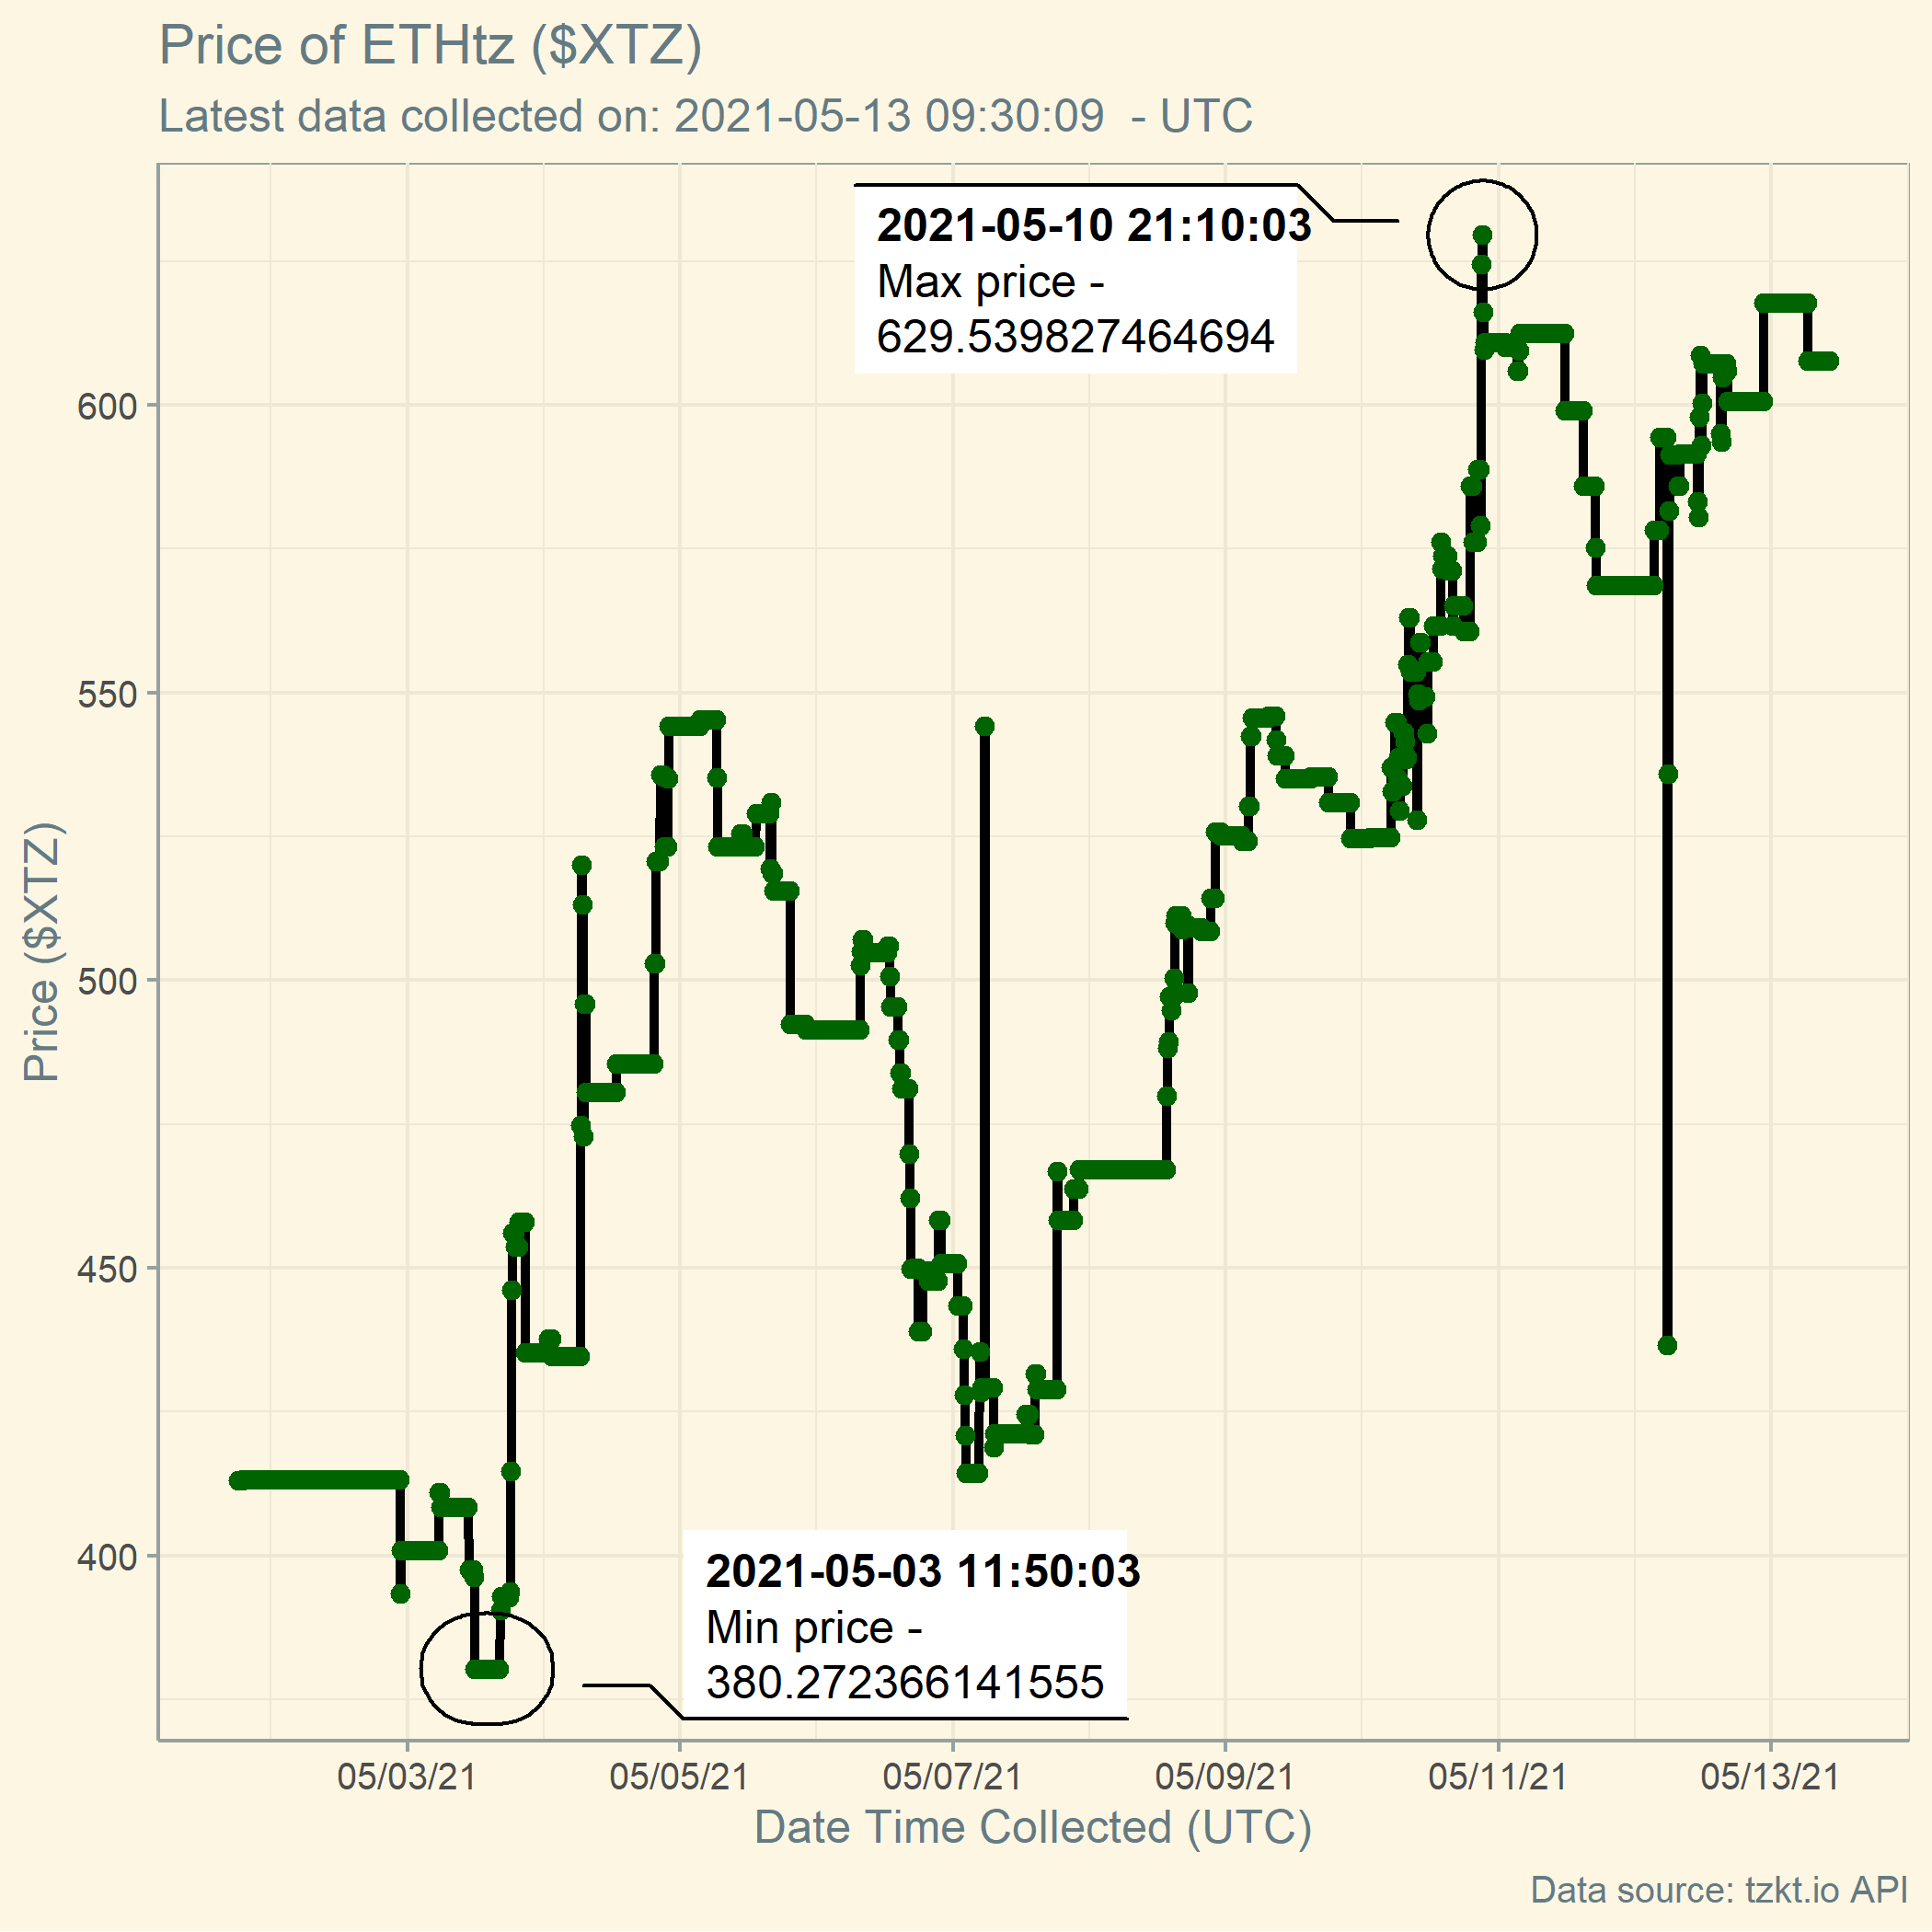 Price of ETHtz ($XTZ)
Latest data collected on: 2021-05-13 09:30:09  - UTC
2021-05-10 21:10:03
Max price -
629.539827464694
600
550
500
450
400
Price ($XTZ)
2021-05-03 11:50:03
Min price -
380.272366141555
05/03/21 05/05/21 05/07/21 05/09/21 05/11/21 05/13/21
Date Time Collected (UTC)
Data source: tzkt.io API